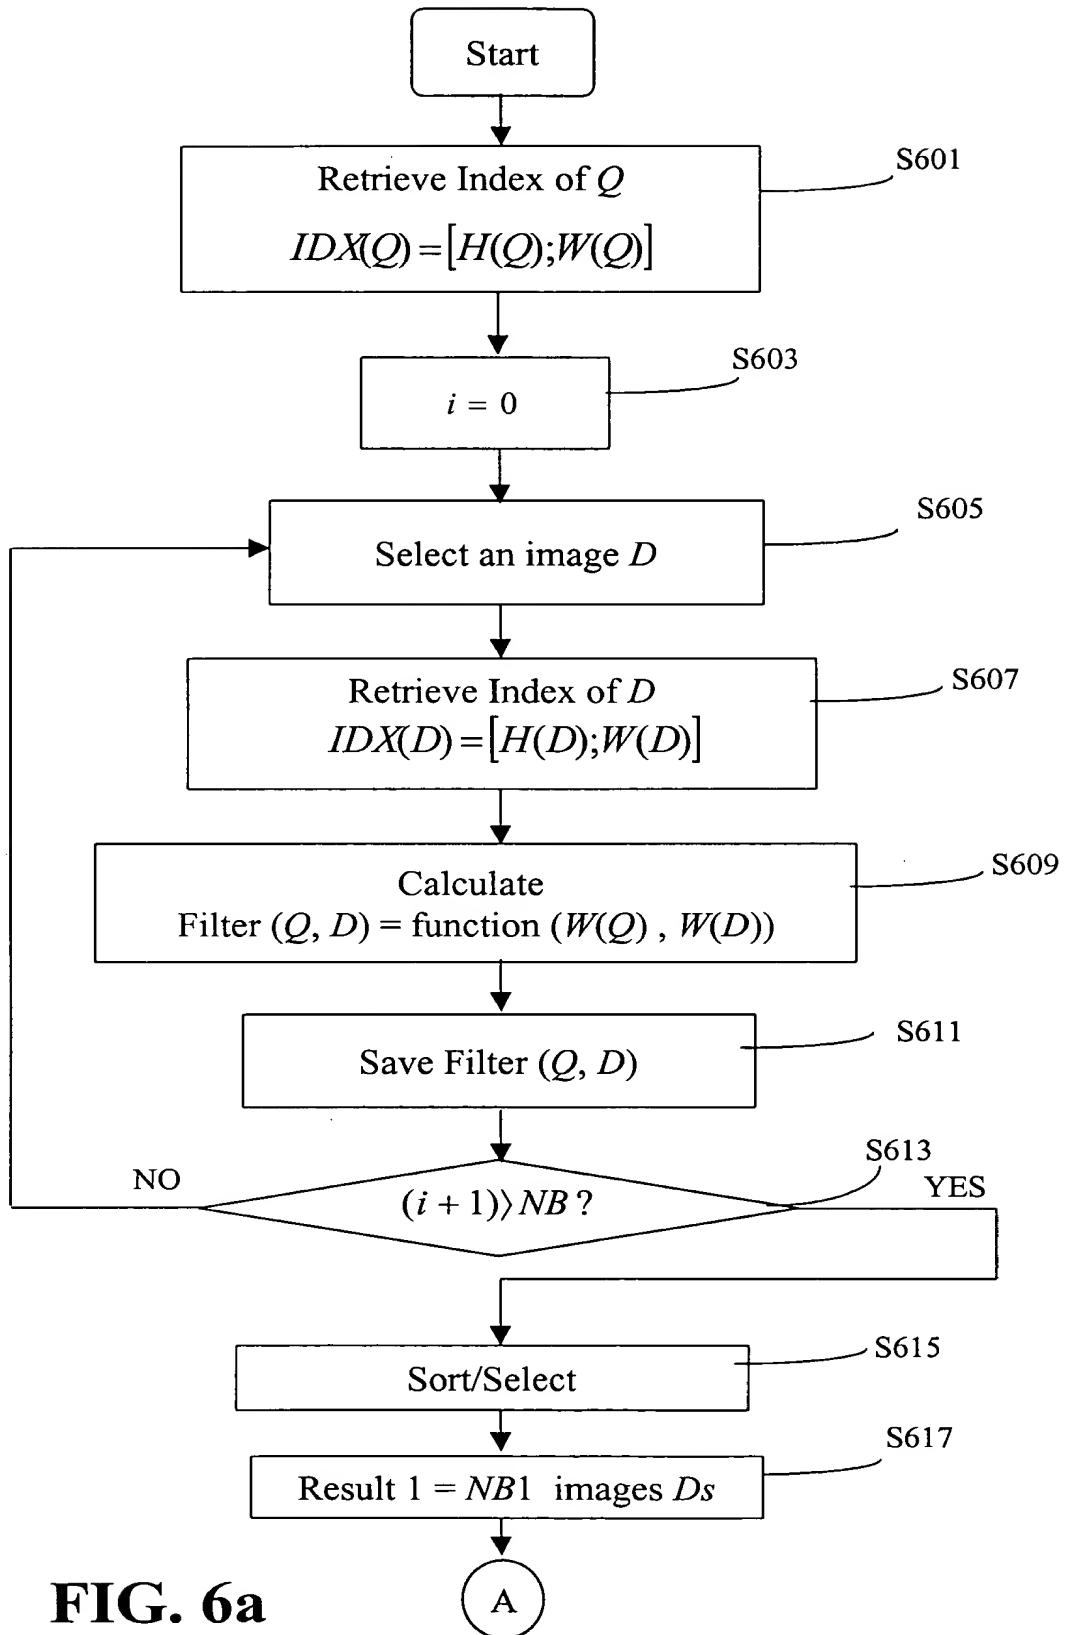 Start
S601
Retrieve Index of Q
IDX(Q)=[H(Q);W(Q)]
S603
i = 0
S605
Select an image D
S607
Retrieve Index of D
IDX(D)=[H(D);W(D)]
S609
Calculate
Filter (Q, D) = function (W(Q) , W(D))
S611
Save Filter (Q, D)
S613
NO
(i + 1)⟩NB ?
YES
S615
Sort/Select
S617
Result 1 = NB1 images Ds
A
FIG. 6a